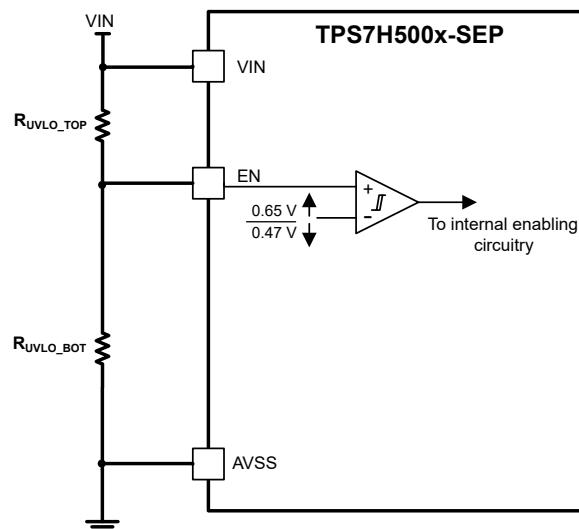 VIN
TPS7H500x-SEP
VIN
RUVLO_TOP
EN
0.65 V
0.47 V
+
-
To internal enabling
circuitry
RUVLO_BOT
AVSS